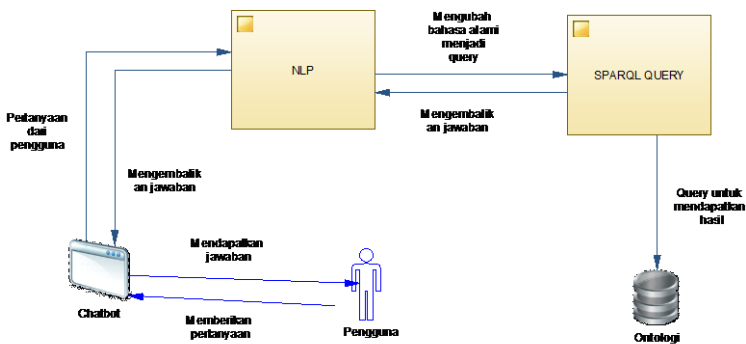 Mengubah
bahasa alami
menjadi
query
NLP
SPARQL QUERY
Mengembalik
an jawaban
Pertanyaan
dari
pengguna
Mengembalik
an jawaban
Query untuk
mendapatkan
hasil
Mendapatkan
jawaban
Chatbot
Memberikan
pertanyaan
Pengguna
Ontologi